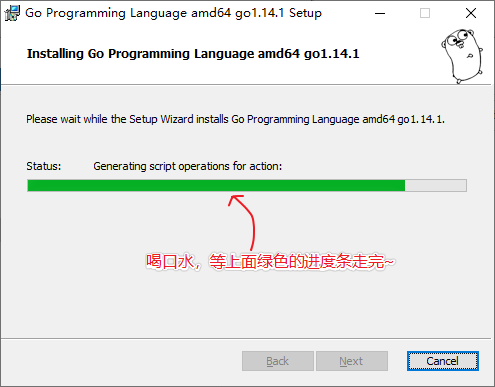 Go Programming Language amd64 go1.14.1 Setup
Installing Go Programming Language amd64 go1.14.1
Please wait while the Setup Wizard installs Go Programming Language amd64 go1.14.1.
Status: Generating script operations for action:
喝口水，等上面绿色的进度条走完~
Back Next Cancel